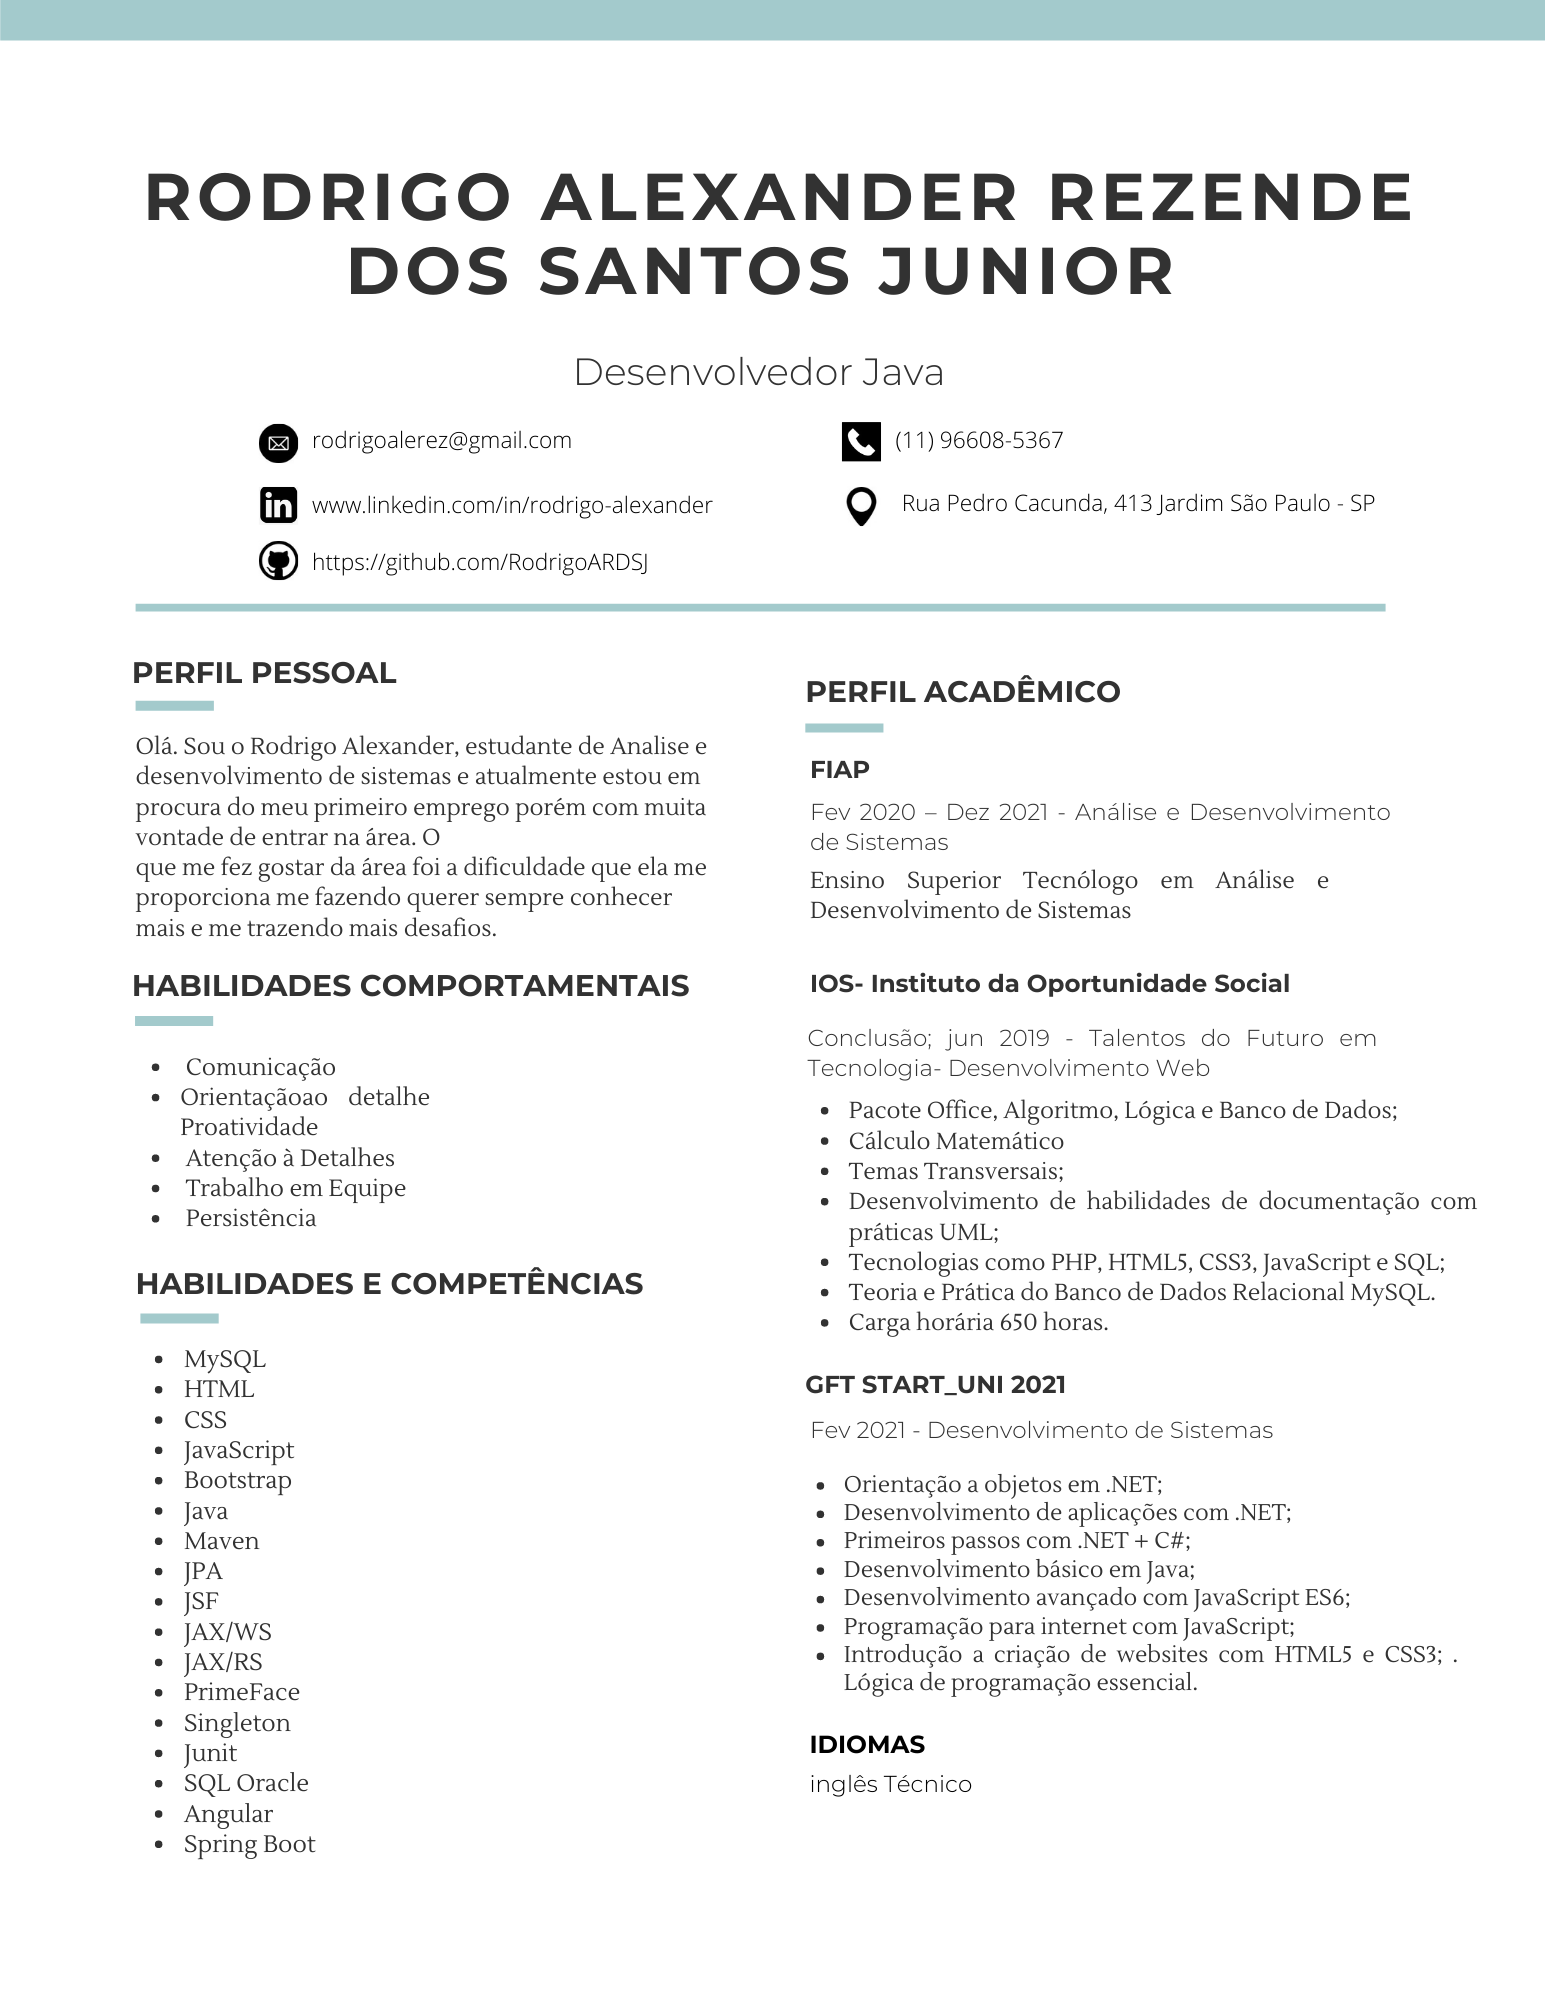 RODRIGO ALEXANDER REZENDE
DOS SANTOS JUNIOR
Desenvolvedor Java
rodrigoalerez@gmail.com
(11) 96608-5367
www.linkedin.com/in/rodrigo-alexander
Rua Pedro Cacunda, 413 Jardim São Paulo - SP
https://github.com/RodrigoARDSJ
PERFIL PESSOAL
Olá. Sou o Rodrigo Alexander, estudante de Analise e
desenvolvimento de sistemas e atualmente estou em
procura do meu primeiro emprego porém com muita
vontade de entrar na área. O
que me fez gostar da área foi a dificuldade que ela me
proporciona me fazendo querer sempre conhecer
mais e me trazendo mais desafios.
HABILIDADES COMPORTAMENTAIS
• Comunicação
• Orientaçãoao detalhe
Proatividade
• Atenção à Detalhes
• Trabalho em Equipe
• Persistência
HABILIDADES E COMPETÊNCIAS
• MySQL
• HTML
• CSS
• JavaScript
• Bootstrap
• Java
• Maven
• JPA
• JSF
• JAX/WS
• JAX/RS
• PrimeFace
• Singleton
• Junit
• SQL Oracle
• Angular
• Spring Boot
PERFIL ACADÊMICO
FIAP
Fev 2020 – Dez 2021 - Análise e Desenvolvimento
de Sistemas
Ensino Superior Tecnólogo em Análise e
Desenvolvimento de Sistemas
IOS- Instituto da Oportunidade Social
Conclusão; jun 2019 - Talentos do Futuro em
Tecnologia- Desenvolvimento Web
• Pacote Office, Algoritmo, Lógica e Banco de Dados;
• Cálculo Matemático
• Temas Transversais;
• Desenvolvimento de habilidades de documentação com
práticas UML;
• Tecnologias como PHP, HTML5, CSS3, JavaScript e SQL;
• Teoria e Prática do Banco de Dados Relacional MySQL.
• Carga horária 650 horas.
GFT START_UNI 2021
Fev 2021 - Desenvolvimento de Sistemas
• Orientação a objetos em .NET;
• Desenvolvimento de aplicações com .NET;
• Primeiros passos com .NET + C#;
• Desenvolvimento básico em Java;
• Desenvolvimento avançado com JavaScript ES6;
• Programação para internet com JavaScript;
• Introdução a criação de websites com HTML5 e CSS3; .
Lógica de programação essencial.
IDIOMAS
inglês Técnico